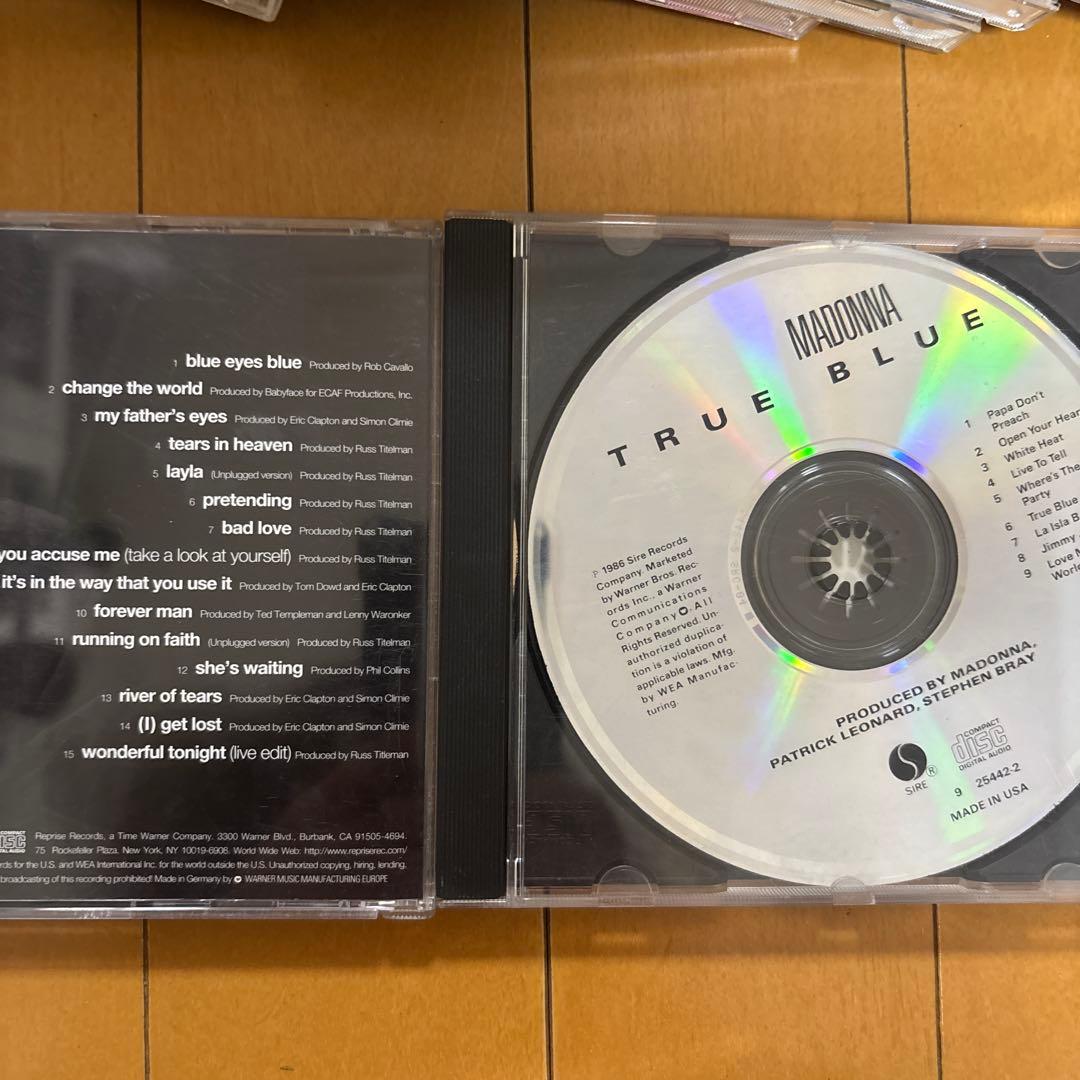 1 blue eyes blue Produced by Rob Cavallo
2 change the world Produced by Babyface for ECAF Productions, Inc.
3 my father's eyes Produced by Eric Clapton and Simon Climie
4 tears in heaven Produced by Russ Titelman
5 layla (Unplugged version) Produced by Russ Titelman
6 pretending Produced by Russ Titelman
7 bad love Produced by Russ Titelman
you accuse me (take a look at yourself) Produced by Russ Titelman
it's in the way that you use it Produced by Tom Dowd and Eric Clapton
10 forever man Produced by Ted Templeman and Lenny Waronker
11 running on faith (Unplugged version) Produced by Russ Titelman
12 she's waiting Produced by Phil Collins
13 river of tears Produced by Eric Clapton and Simon Climie
14 (I) get lost Produced by Eric Clapton and Simon Climie
15 wonderful tonight (live edit) Produced by Russ Titleman
COMPACT
DISC
DIGITAL AUDIO
Reprise Records, a Time Warner Company. 3300 Warner Blvd., Burbank, CA 91505-4694.
75 Rockefeller Plaza, New York, NY 10019-6908. World Wide Web: http://www.repriserec.com/
for the U.S. and WEA International Inc. for the world outside the U.S. Unauthorized copying, hiring, lending,
broadcasting of this recording prohibited! Made in Germany by WARNER MUSIC MANUFACTURING EUROPE
MADONNA
TRUE BLUE
1 Papa Don't
Preach
2 Open Your
3 White Heat
4 Live To Tell
5 Where's The
Party
6 True Blue
7 La Isla
8 Jimmy
9 Love
℗ 1986 Sire Records
Company. Marketed
by Warner Bros. Rec-
ords Inc., a Warner
Communications
Company. All
Rights Reserved. Un-
authorized duplica-
tion is a violation of
applicable laws. Mfg.
by WEA Manufac-
turing.
PRODUCED BY MADONNA,
PATRICK LEONARD, STEPHEN BRAY
SIRE ®
COMPACT
disc
DIGITAL AUDIO
9 25442-2
MADE IN USA